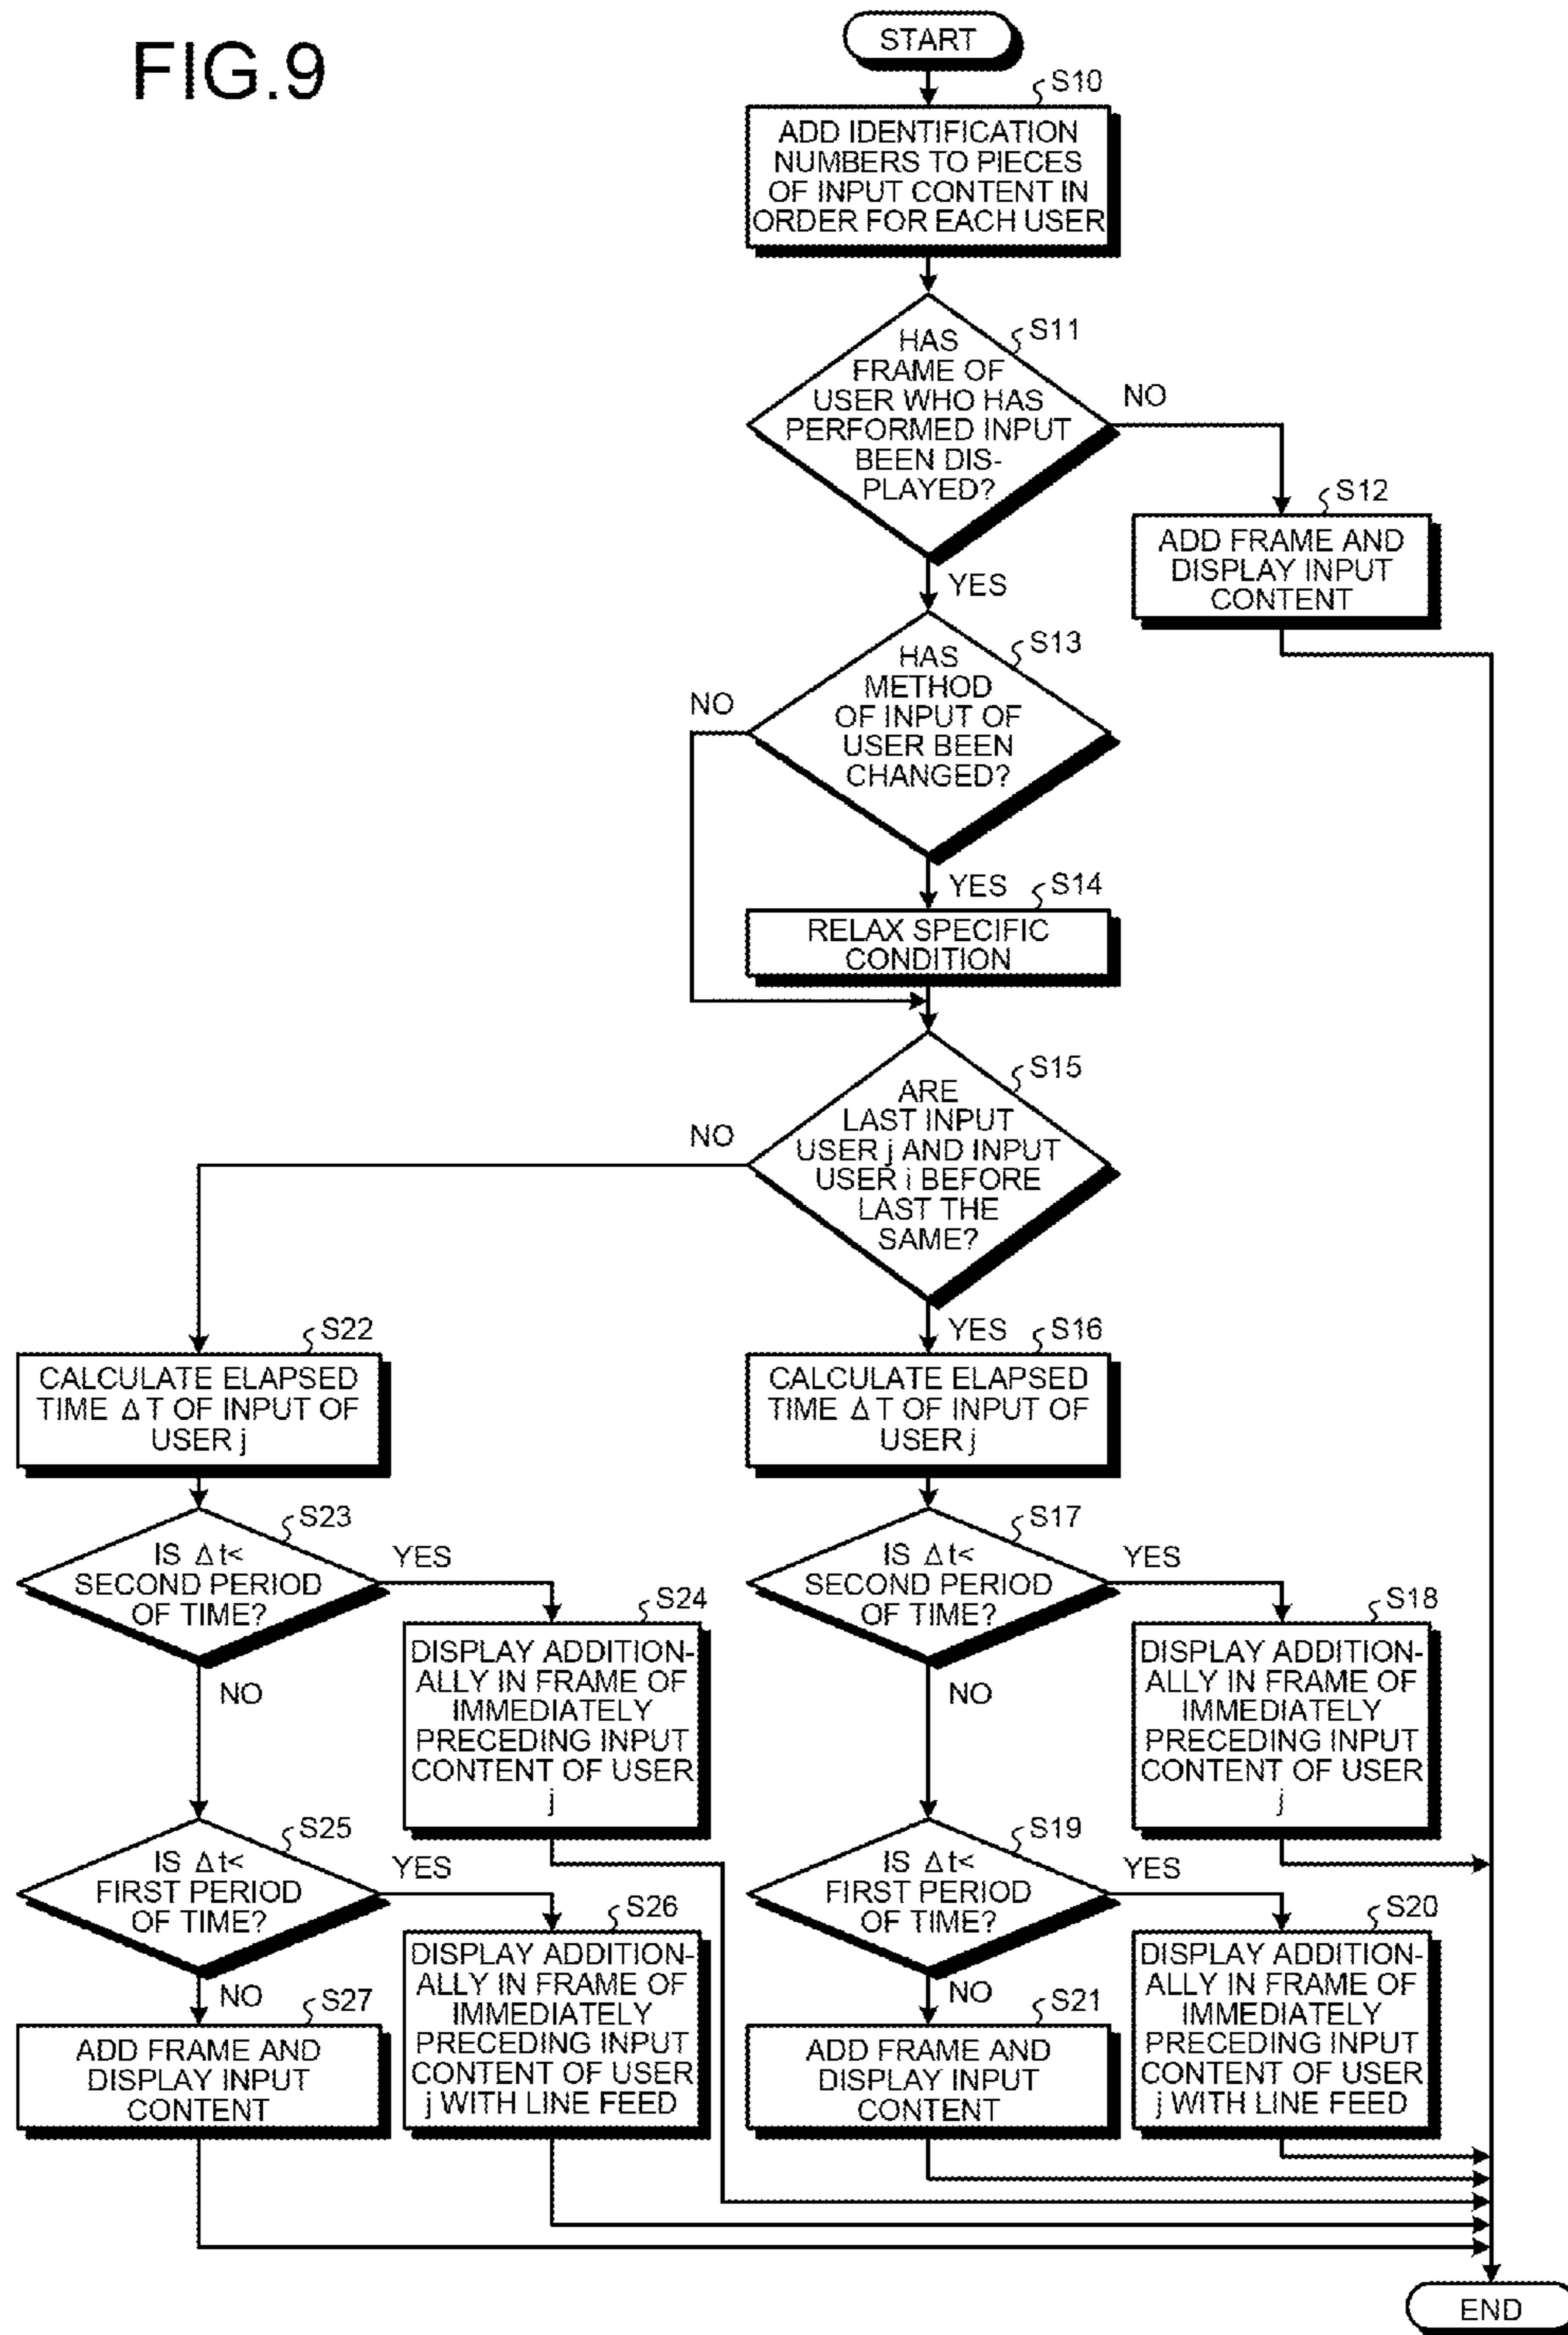 FIG.9
START
S10
ADD IDENTIFICATION
NUMBERS TO PIECES
OF INPUT CONTENT IN
ORDER FOR EACH USER
S11
HAS
FRAME OF
USER WHO HAS
PERFORMED INPUT
BEEN DIS-
PLAYED?
NO
YES
S12
ADD FRAME AND
DISPLAY INPUT
CONTENT
S13
HAS
METHOD
OF INPUT OF
USER BEEN
CHANGED?
NO
YES
S14
RELAX SPECIFIC
CONDITION
S15
ARE
LAST INPUT
USER j AND INPUT
USER i BEFORE
LAST THE
SAME?
NO
YES
S22
CALCULATE ELAPSED
TIME Δ T OF INPUT OF
USER j
S16
CALCULATE ELAPSED
TIME Δ T OF INPUT OF
USER j
S23
IS Δ t<
SECOND PERIOD
OF TIME?
YES
NO
S24
DISPLAY ADDITION-
ALLY IN FRAME OF
IMMEDIATELY
PRECEDING INPUT
CONTENT OF USER
j
S17
IS Δ t<
SECOND PERIOD
OF TIME?
YES
NO
S18
DISPLAY ADDITION-
ALLY IN FRAME OF
IMMEDIATELY
PRECEDING INPUT
CONTENT OF USER
j
S25
IS Δ t<
FIRST PERIOD
OF TIME?
YES
NO
S26
DISPLAY ADDITION-
ALLY IN FRAME OF
IMMEDIATELY
PRECEDING INPUT
CONTENT OF USER
j WITH LINE FEED
S27
ADD FRAME AND
DISPLAY INPUT
CONTENT
S19
IS Δ t<
FIRST PERIOD
OF TIME?
YES
NO
S20
DISPLAY ADDITION-
ALLY IN FRAME OF
IMMEDIATELY
PRECEDING INPUT
CONTENT OF USER
j WITH LINE FEED
S21
ADD FRAME AND
DISPLAY INPUT
CONTENT
END